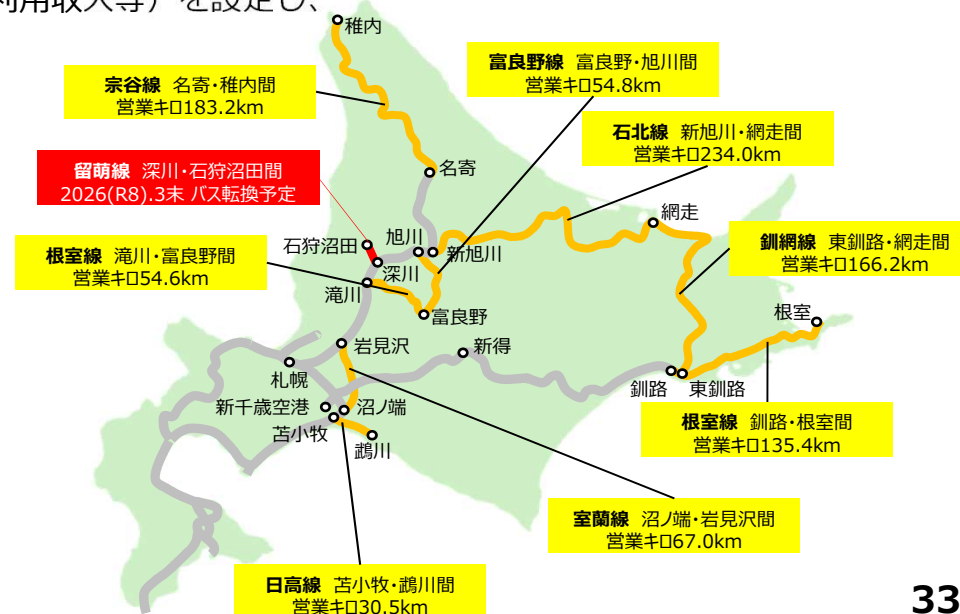 利用収入等）を設定し、
稚内
宗谷線 名寄・稚内間
営業キロ183.2km
富良野線 富良野・旭川間
営業キロ54.8km
石北線 新旭川・網走間
営業キロ234.0km
留萌線 深川・石狩沼田間
2026(R8).3末 バス転換予定
名寄
網走
石狩沼田
旭川
新旭川
根室線 滝川・富良野間
営業キロ54.6km
深川
滝川
釧網線 東釧路・網走間
営業キロ166.2km
富良野
根室
岩見沢
新得
札幌
釧路
東釧路
新千歳空港
沼ノ端
苫小牧
鵡川
根室線 釧路・根室間
営業キロ135.4km
室蘭線 沼ノ端・岩見沢間
営業キロ67.0km
日高線 苫小牧・鵡川間
営業キロ30.5km
33